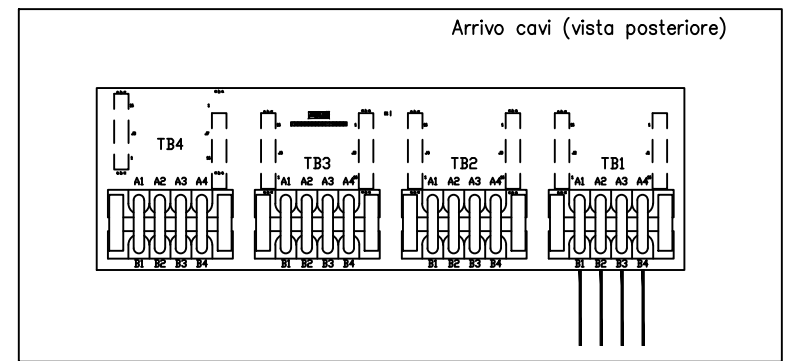 Arrivo cavi (vista posteriore)
TB4
TB3
TB2
TB1
A1 A2 A3 A4
A1 A2 A3 A4
A1 A2 A3 A4
A1 A2 A3 A4
B1 B2 B3 B4
B1 B2 B3 B4
B1 B2 B3 B4
B1 B2 B3 B4